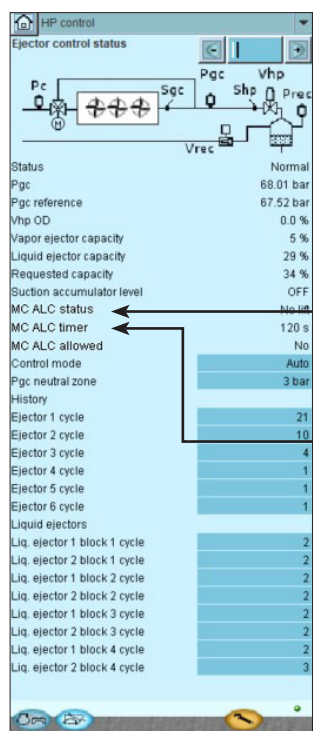 HP control
Ejector control status
Pc
Sgc
Pgc
Shp
Vhp
Prec
M
Vrec
Status Normal
Pgc 68.01 bar
Pgc reference 67.52 bar
Vhp OD 0.0 %
Vapor ejector capacity 5 %
Liquid ejector capacity 29 %
Requested capacity 34 %
Suction accumulator level OFF
MC ALC status No lift
MC ALC timer 120 s
MC ALC allowed No
Control mode Auto
Pgc neutral zone 3 bar
History
Ejector 1 cycle 21
Ejector 2 cycle 10
Ejector 3 cycle 4
Ejector 4 cycle 1
Ejector 5 cycle 1
Ejector 6 cycle 1
Liquid ejectors
Liq. ejector 1 block 1 cycle 2
Liq. ejector 2 block 1 cycle 2
Liq. ejector 1 block 2 cycle 2
Liq. ejector 2 block 2 cycle 2
Liq. ejector 1 block 3 cycle 2
Liq. ejector 2 block 3 cycle 2
Liq. ejector 1 block 4 cycle 2
Liq. ejector 2 block 4 cycle 3